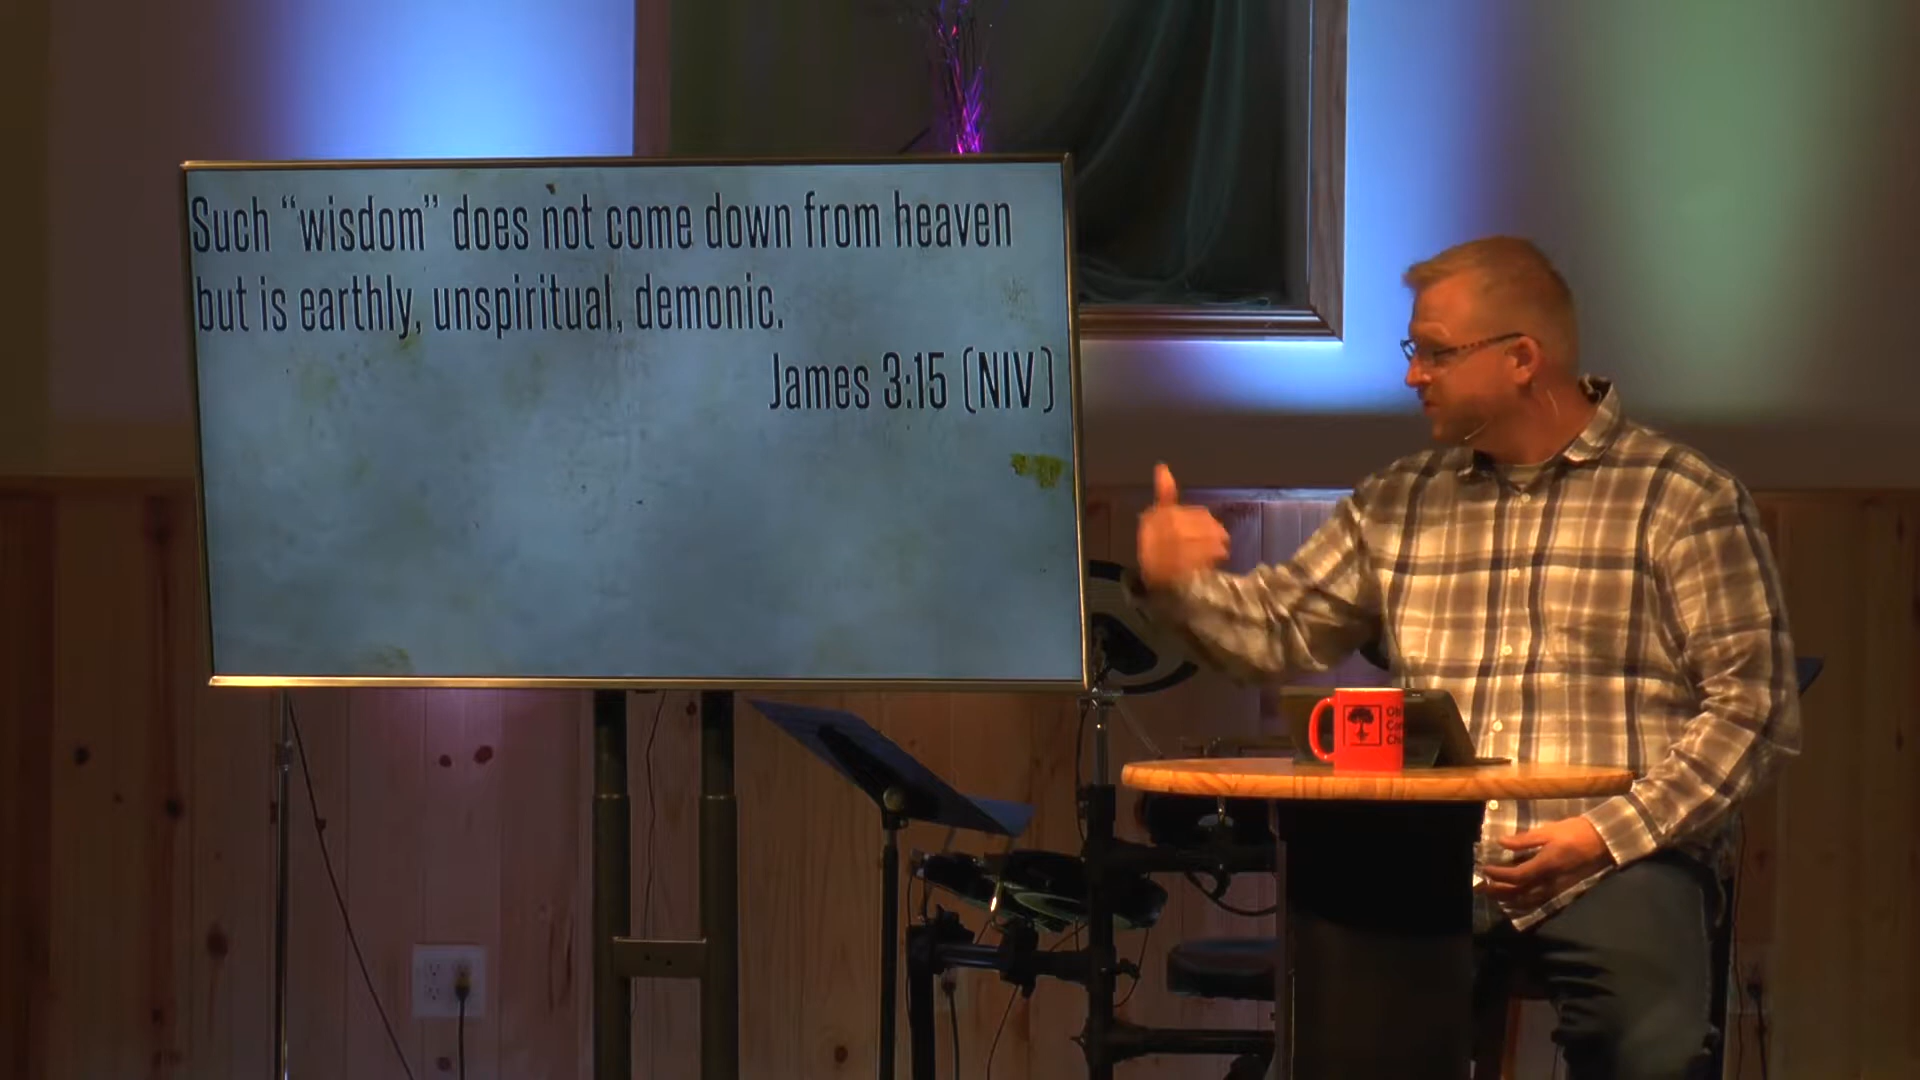 Such “wisdom” does not come down from heaven
but is earthly, unspiritual, demonic.
James 3:15 (NIV)